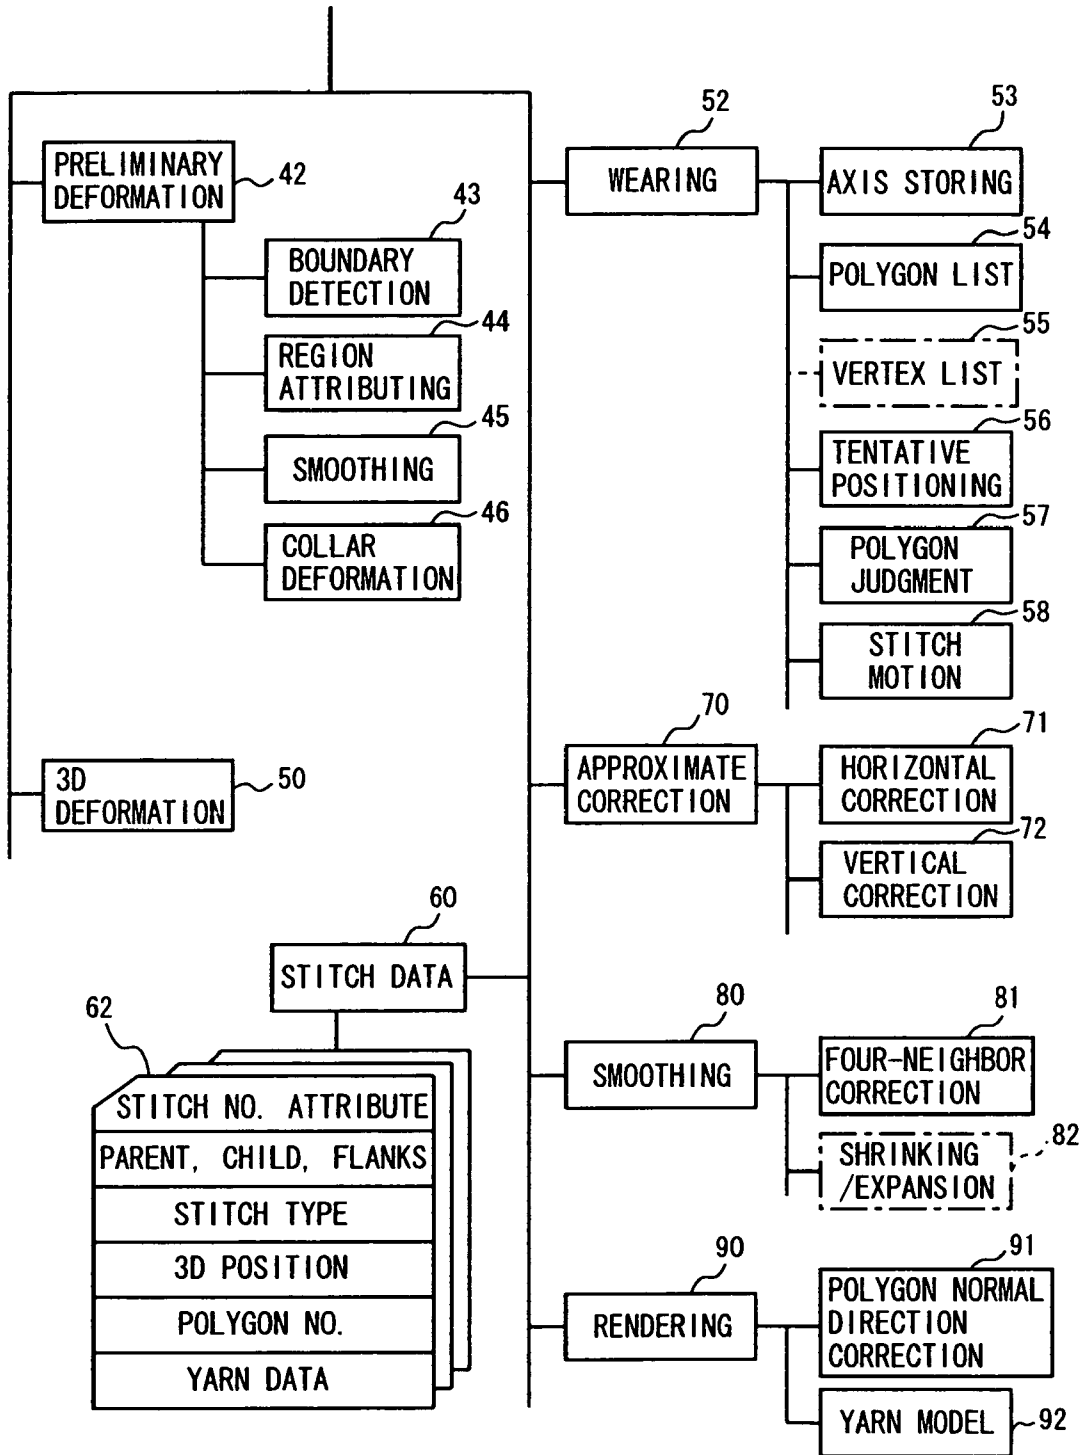 PRELIMINARY
DEFORMATION
42
BOUNDARY
DETECTION
43
REGION
ATTRIBUTING
44
SMOOTHING
45
COLLAR
DEFORMATION
46
3D
DEFORMATION
50
WEARING
52
AXIS STORING
53
POLYGON LIST
54
VERTEX LIST
55
TENTATIVE
POSITIONING
56
POLYGON
JUDGMENT
57
STITCH
MOTION
58
APPROXIMATE
CORRECTION
70
HORIZONTAL
CORRECTION
71
VERTICAL
CORRECTION
72
STITCH DATA
60
62
STITCH NO. ATTRIBUTE
PARENT, CHILD, FLANKS
STITCH TYPE
3D POSITION
POLYGON NO.
YARN DATA
SMOOTHING
80
FOUR-NEIGHBOR
CORRECTION
81
SHRINKING
/EXPANSION
82
RENDERING
90
POLYGON NORMAL
DIRECTION
CORRECTION
91
YARN MODEL
92